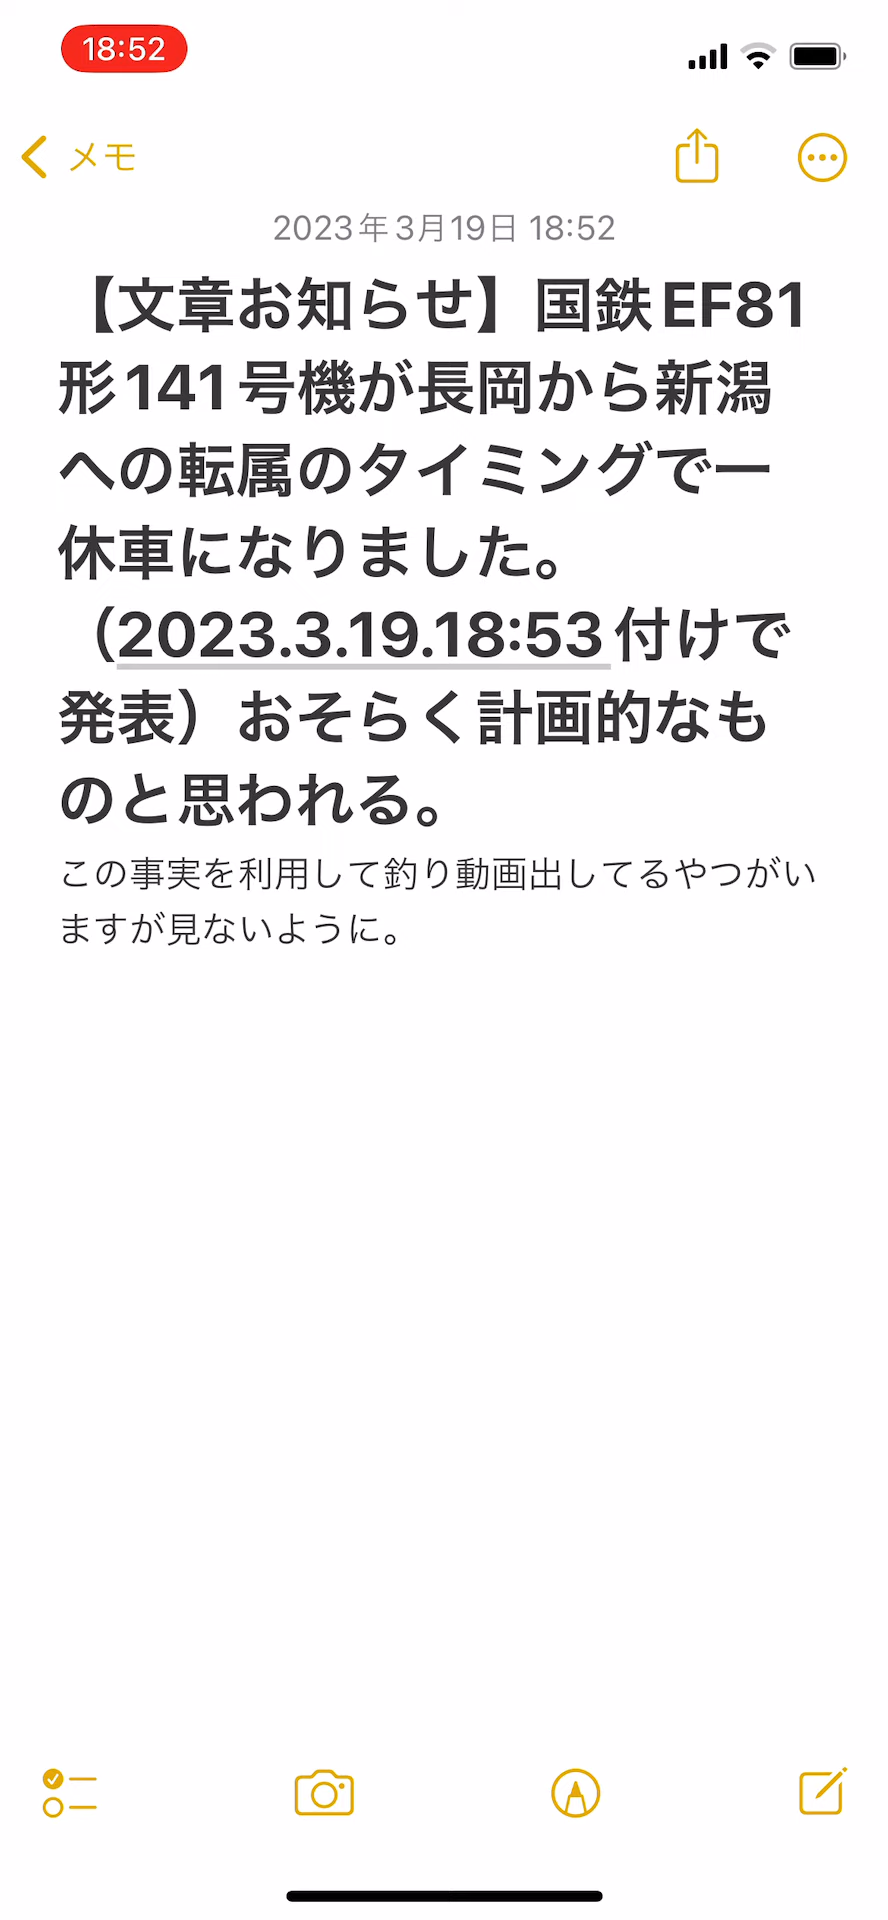 18:52
メモ
2023年3月19日 18:52
【文章お知らせ】国鉄EF81
形141号機が長岡から新潟
への転属のタイミングで一
休車になりました。
（2023.3.19.18:53付けで
発表）おそらく計画的なも
のと思われる。
この事実を利用して釣り動画出してるやつがい
ますが見ないように。